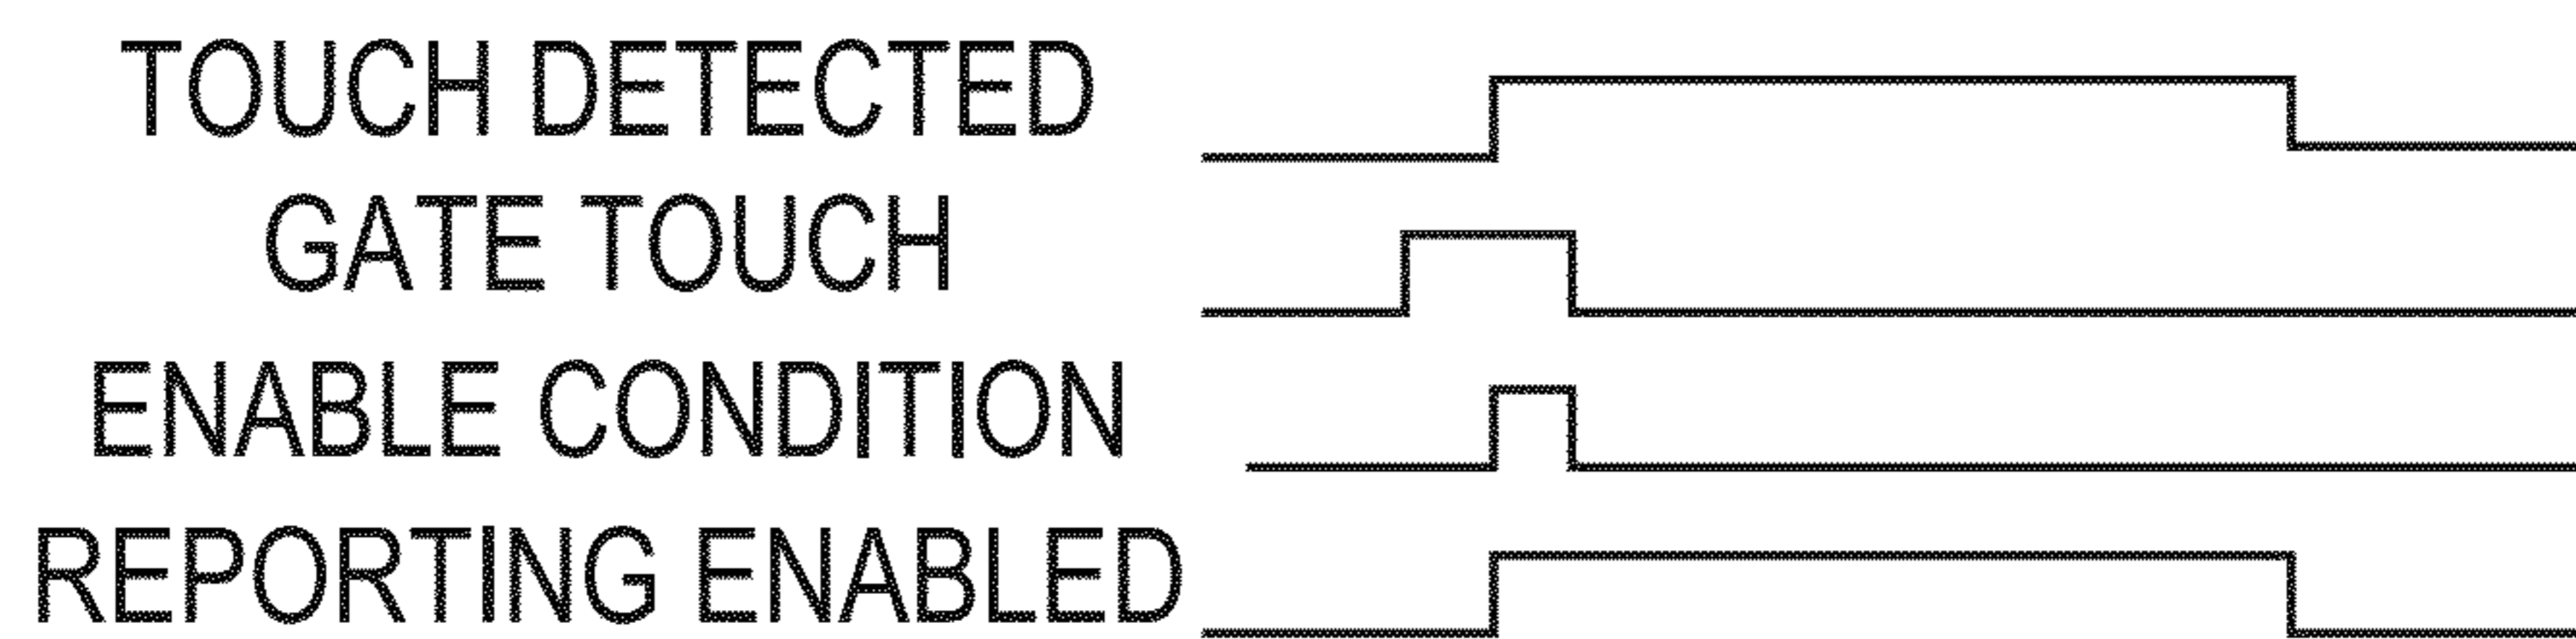 TOUCH DETECTED
GATE TOUCH
ENABLE CONDITION
REPORTING ENABLED